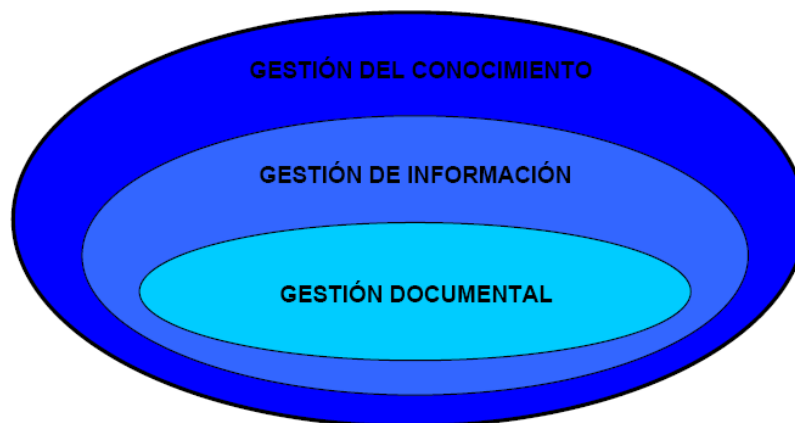 GESTIÓN DEL CONOCIMIENTO
GESTIÓN DE INFORMACIÓN
GESTIÓN DOCUMENTAL